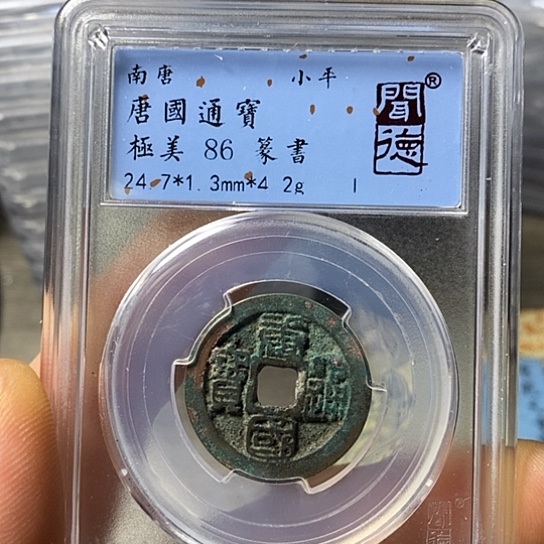 南唐 小平
唐國通寶
極美 86 篆書
24.7*1.3mm*4.2g
聞德®
唐國通寶